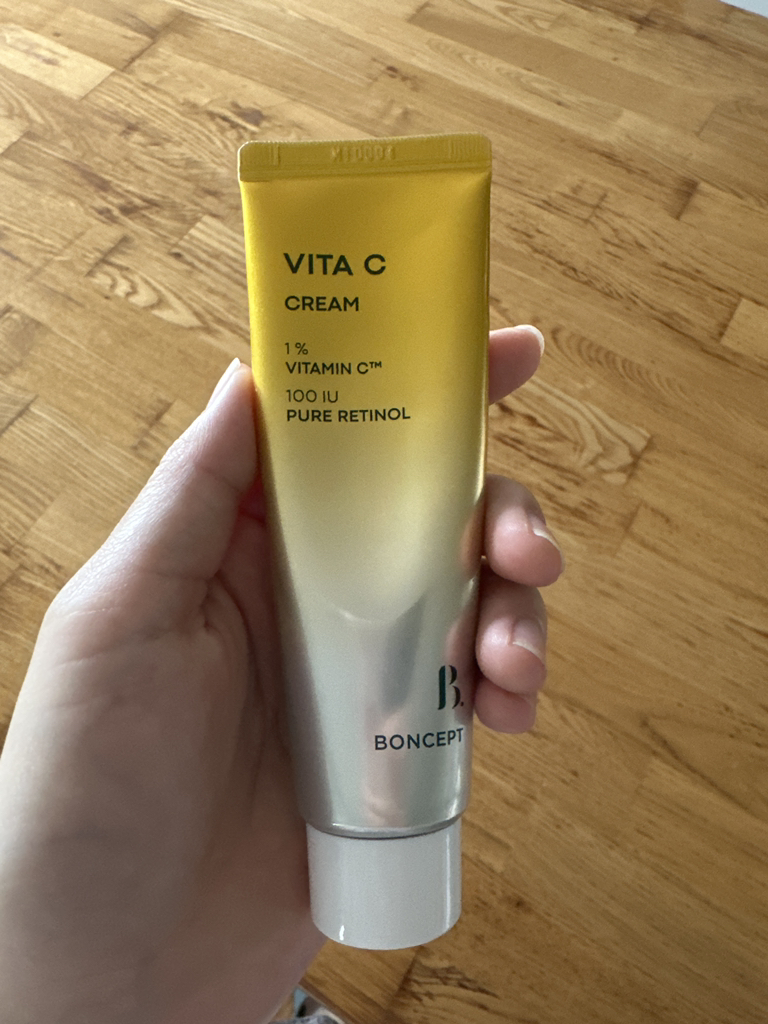 VITA C
CREAM
1 %
VITAMIN C™
100 IU
PURE RETINOL
B.
BONCEPT